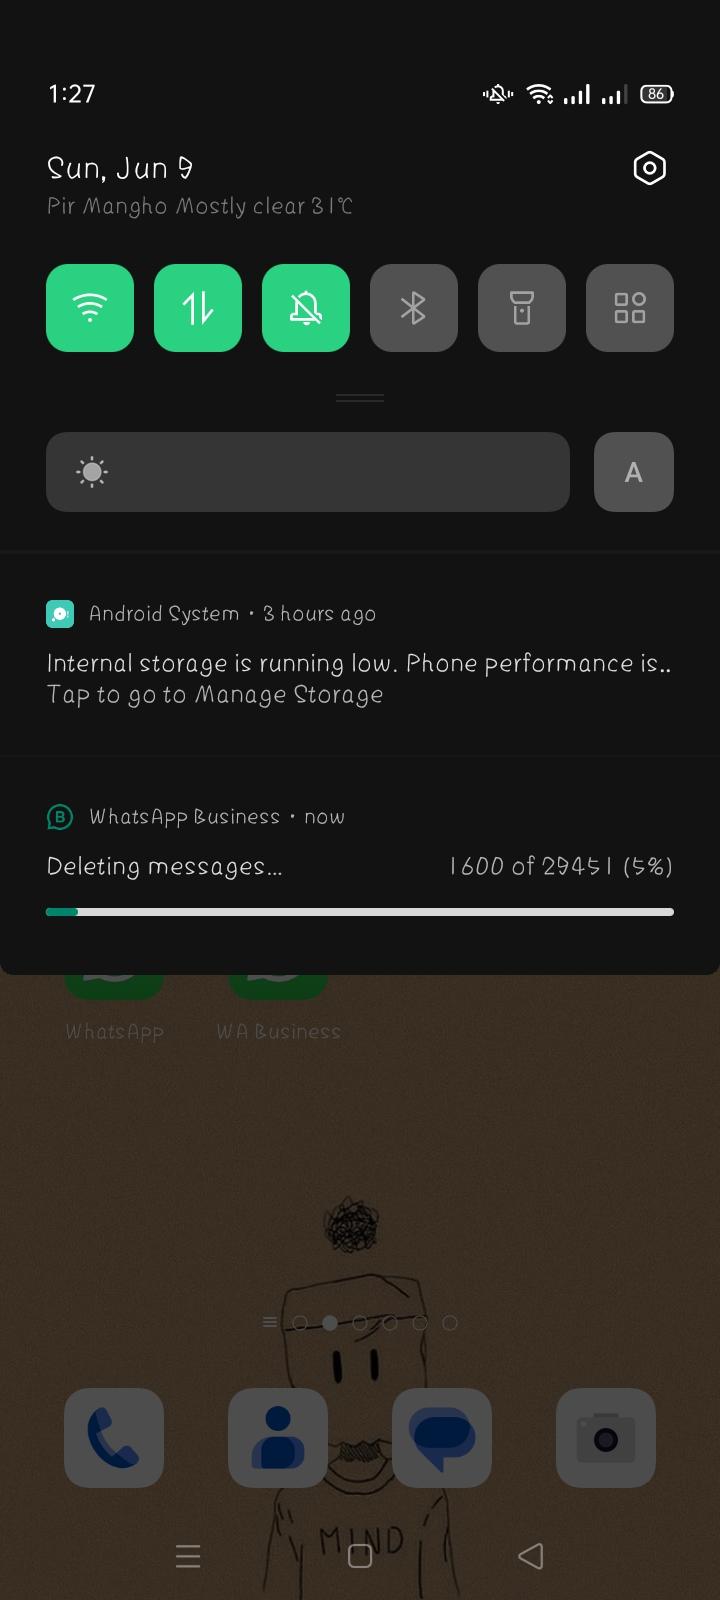 1:27
86
Sun, Jun 9
Pir Mangho Mostly clear 31°C
A
Android System • 3 hours ago
Internal storage is running low. Phone performance is..
Tap to go to Manage Storage
B
WhatsApp Business • now
Deleting messages... 1600 of 29451 (5%)
WhatsApp WA Business
MIND